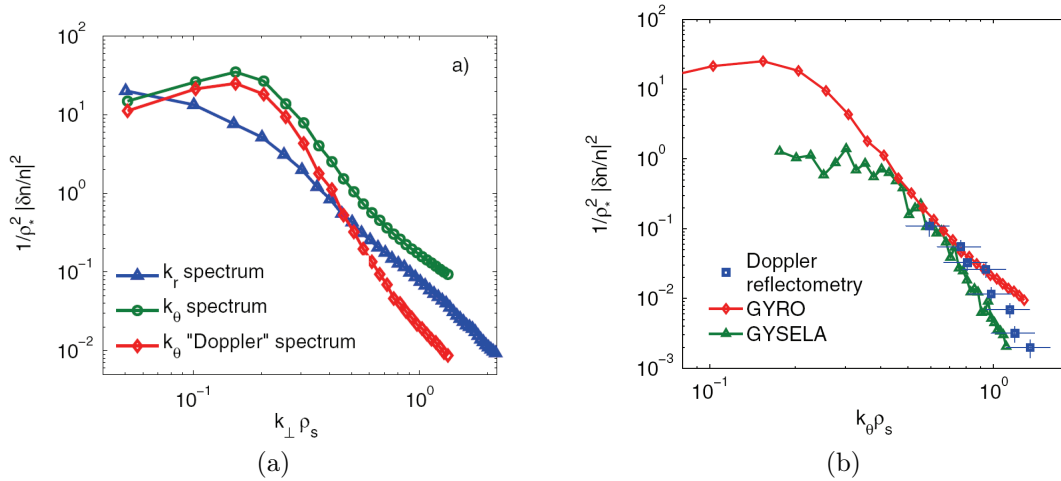 10^2
10^1
10^0
10^-1
10^-2
1/ρ*^2 |δn/n|^2
a)
k_r spectrum
k_θ spectrum
k_θ "Doppler" spectrum
10^-1
10^0
k_⊥ ρ_s
(a)
10^2
10^1
10^0
10^-1
10^-2
10^-3
1/ρ*^2 |δn/n|^2
Doppler
reflectometry
GYRO
GYSELA
10^-1
10^0
k_θρ_s
(b)